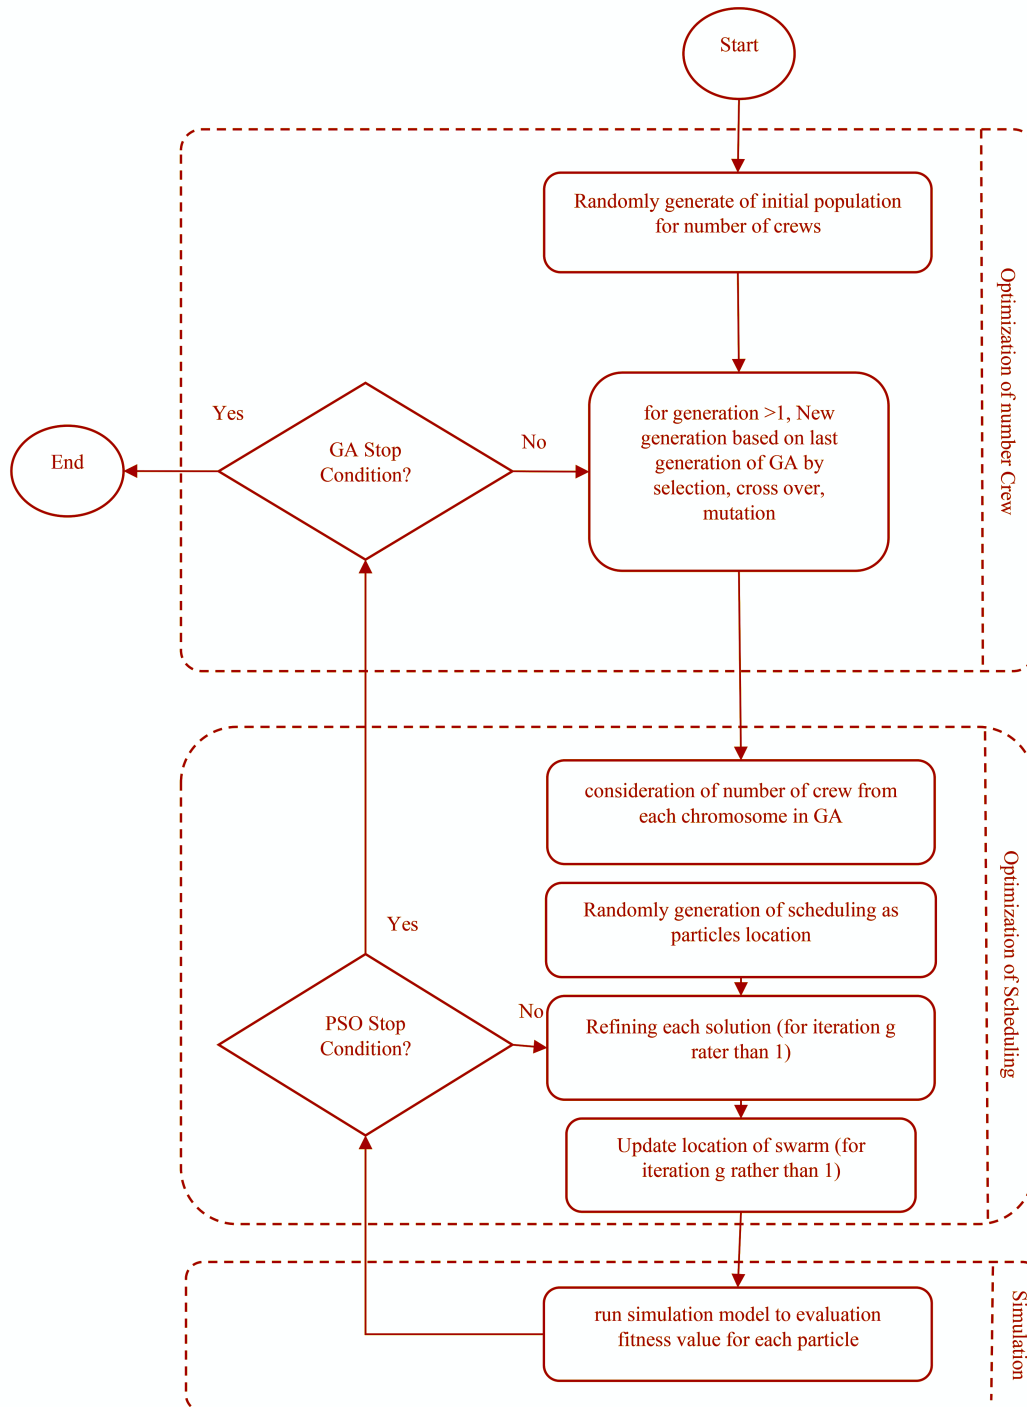 Start
Randomly generate of initial population
for number of crews
Optimization of number Crew
Yes
GA Stop
Condition?
No
for generation >1, New
generation based on last
generation of GA by
selection, cross over,
mutation
End
consideration of number of crew from
each chromosome in GA
Optimization of Scheduling
Randomly generation of scheduling as
particles location
Yes
PSO Stop
Condition?
No
Refining each solution (for iteration g
rater than 1)
Update location of swarm (for
iteration g rather than 1)
run simulation model to evaluation
fitness value for each particle
Simulation